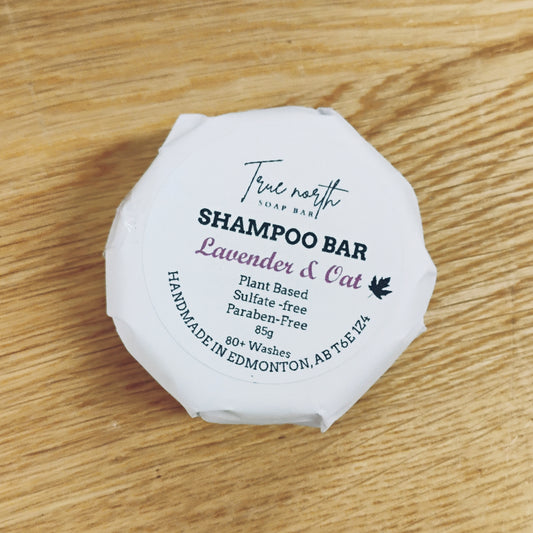 True north
SOAP BAR
SHAMPOO BAR
Lavender & Oat
Plant Based
Sulfate -free
Paraben-Free
85g
80+ Washes
HANDMADE IN EDMONTON, AB T6E 1Z4